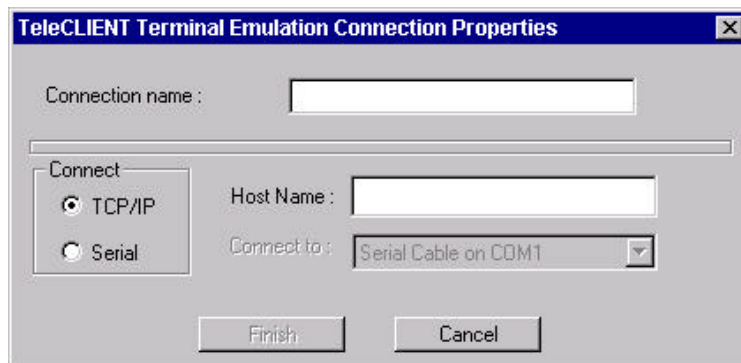 TeleCLIENT Terminal Emulation Connection Properties
Connection name :
Connect
TCP/IP
Host Name :
Serial
Connect to :
Serial Cable on COM1
Finish
Cancel